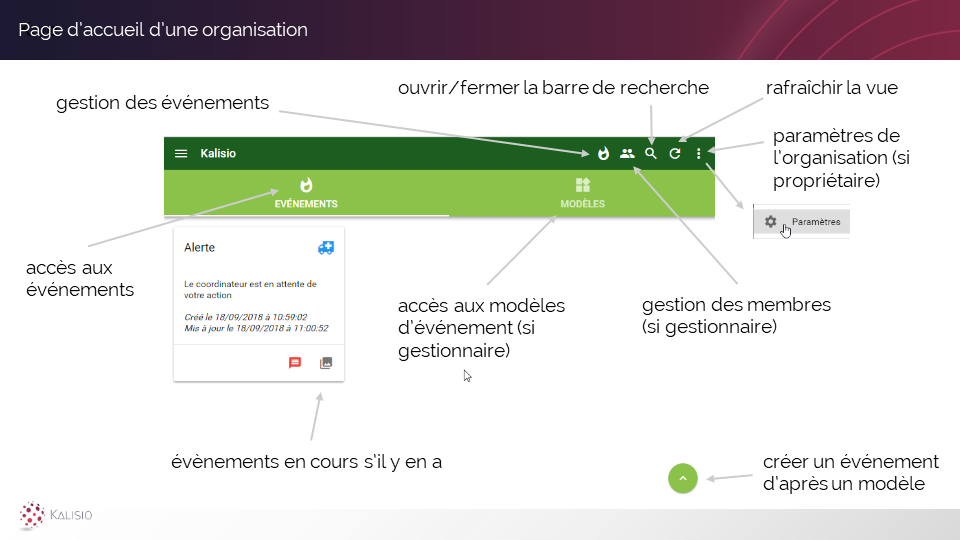 Page d'accueil d'une organisation
gestion des événements
ouvrir/fermer la barre de recherche
rafraîchir la vue
paramètres de
l'organisation (si
propriétaire)
Kalisio
EVÉNEMENTS
MODÈLES
Paramètres
Alerte
Le coordinateur est en attente de
votre action
Créé le 18/09/2018 à 10:59:02
Mis à jour le 18/09/2018 à 11:00:52
accès aux
événements
accès aux modèles
d'événement (si
gestionnaire)
gestion des membres
(si gestionnaire)
évènements en cours s'il y en a
créer un événement
d'après un modèle
KALISIO